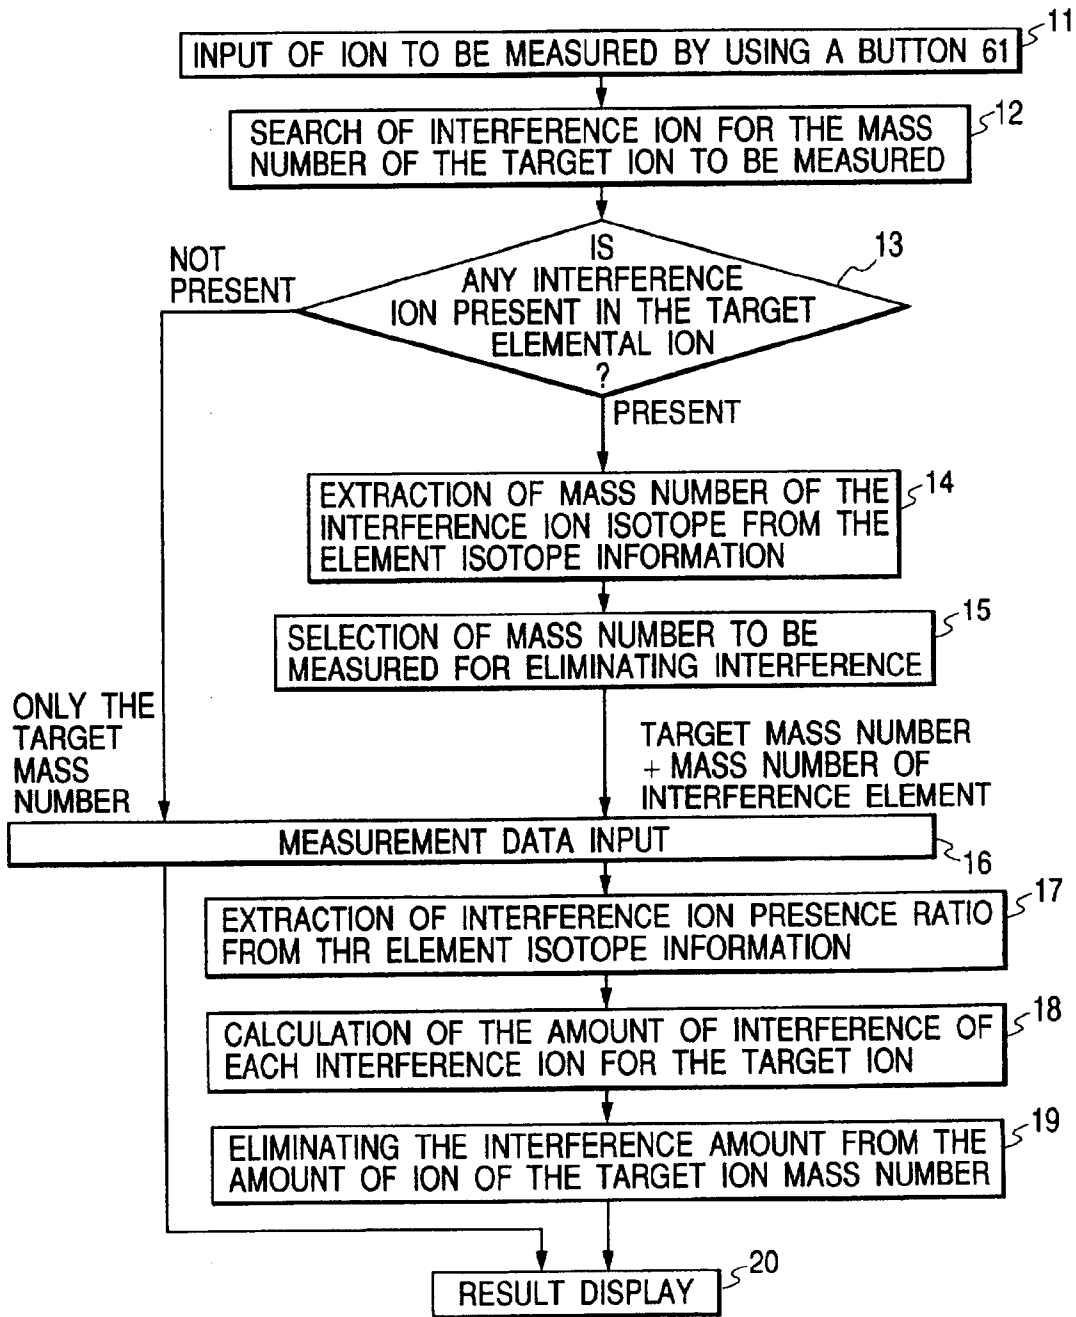 11
INPUT OF ION TO BE MEASURED BY USING A BUTTON 61
12
SEARCH OF INTERFERENCE ION FOR THE MASS
NUMBER OF THE TARGET ION TO BE MEASURED
13
IS
ANY INTERFERENCE
ION PRESENT IN THE TARGET
ELEMENTAL ION
?
NOT
PRESENT
PRESENT
14
EXTRACTION OF MASS NUMBER OF THE
INTERFERENCE ION ISOTOPE FROM THE
ELEMENT ISOTOPE INFORMATION
15
SELECTION OF MASS NUMBER TO BE
MEASURED FOR ELIMINATING INTERFERENCE
ONLY THE
TARGET
MASS
NUMBER
TARGET MASS NUMBER
+ MASS NUMBER OF
INTERFERENCE ELEMENT
MEASUREMENT DATA INPUT
16
17
EXTRACTION OF INTERFERENCE ION PRESENCE RATIO
FROM THR ELEMENT ISOTOPE INFORMATION
18
CALCULATION OF THE AMOUNT OF INTERFERENCE OF
EACH INTERFERENCE ION FOR THE TARGET ION
19
ELIMINATING THE INTERFERENCE AMOUNT FROM THE
AMOUNT OF ION OF THE TARGET ION MASS NUMBER
20
RESULT DISPLAY